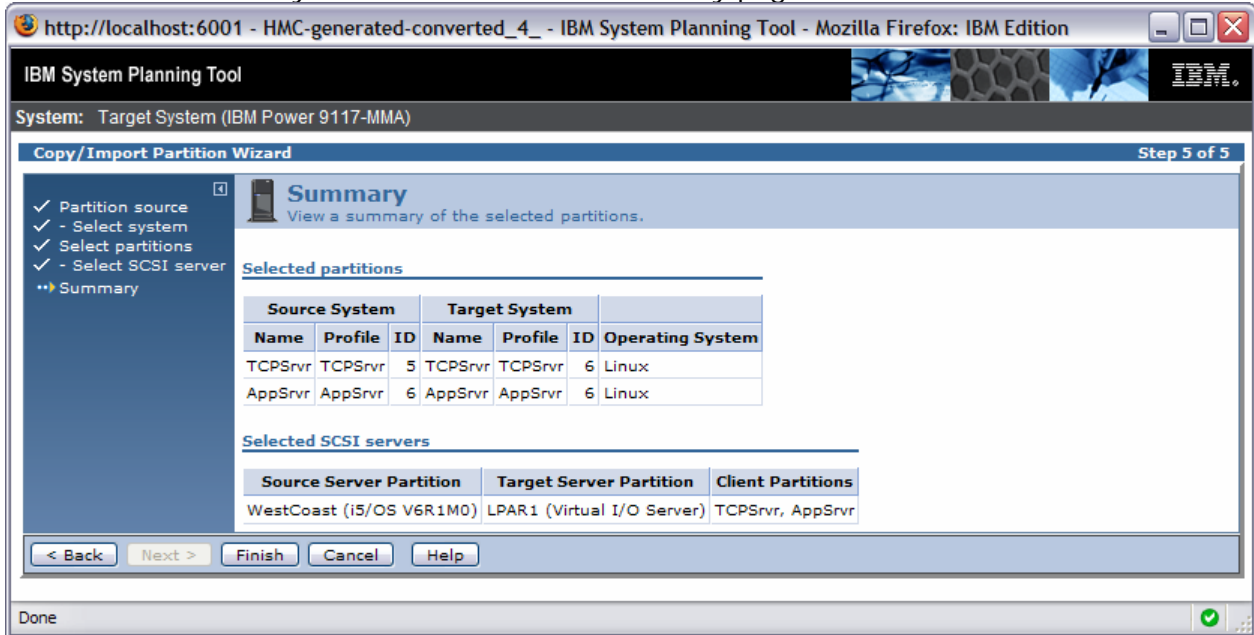 http://localhost:6001 - HMC-generated-converted_4_ - IBM System Planning Tool - Mozilla Firefox: IBM Edition
IBM System Planning Tool
IBM.
System: Target System (IBM Power 9117-MMA)
Copy/Import Partition Wizard Step 5 of 5
Partition source
- Select system
Select partitions
- Select SCSI server
Summary
Summary
View a summary of the selected partitions.
Selected partitions
Source System Target System
Name Profile ID Name Profile ID Operating System
TCPSrvr TCPSrvr 5 TCPSrvr TCPSrvr 6 Linux
AppSrvr AppSrvr 6 AppSrvr AppSrvr 6 Linux
Selected SCSI servers
Source Server Partition Target Server Partition Client Partitions
WestCoast (i5/OS V6R1M0) LPAR1 (Virtual I/O Server) TCPSrvr, AppSrvr
< Back Next > Finish Cancel Help
Done